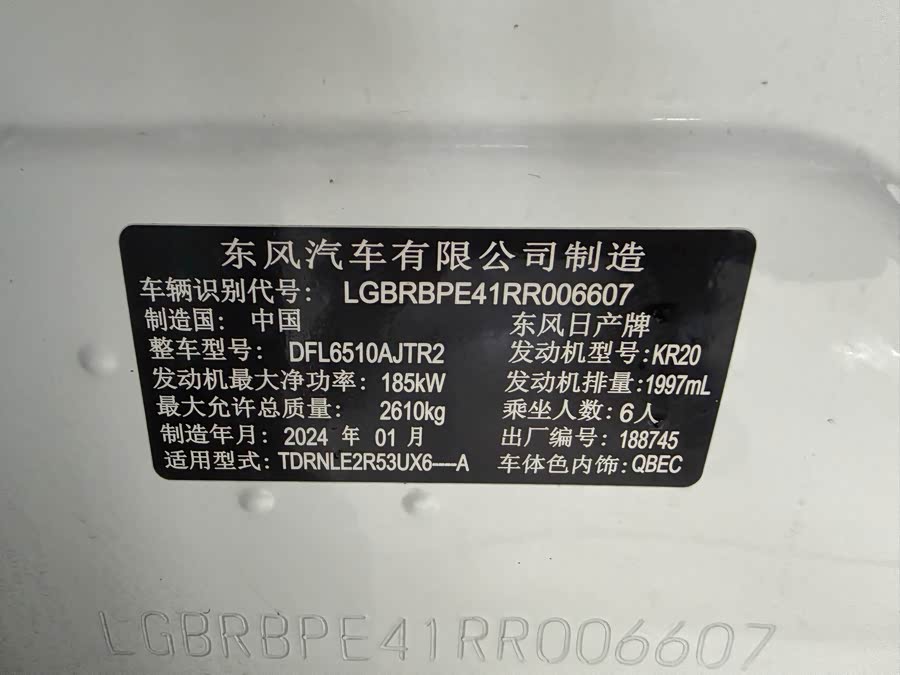 东风汽车有限公司制造
车辆识别代号： LGBRBPE41RR006607
制造国： 中国 东风日产牌
整车型号： DFL6510AJTR2 发动机型号:KR20
发动机最大净功率： 185kW 发动机排量:1997mL
最大允许总质量： 2610kg 乘坐人数：6人
制造年月： 2024 年 01 月 出厂编号： 188745
适用型式: TDRNLE2R53UX6----A 车体色内饰:QBEC
LGBRBPE41RR006607